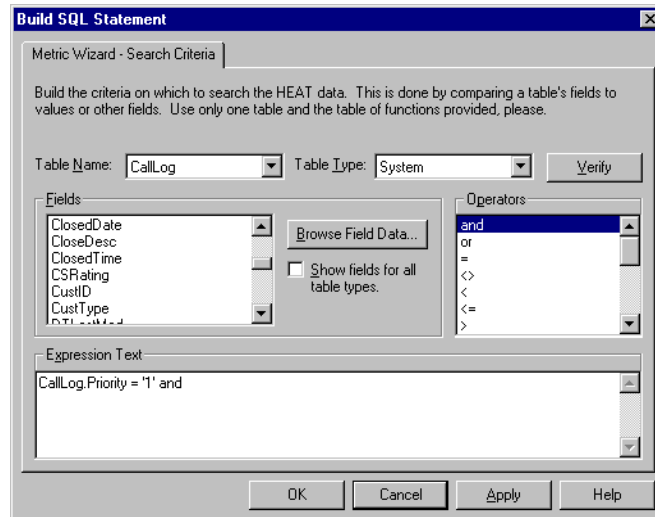 Build SQL Statement
Metric Wizard - Search Criteria
Build the criteria on which to search the HEAT data. This is done by comparing a table's fields to
values or other fields. Use only one table and the table of functions provided, please.
Table Name: CallLog Table Type: System Verify
Fields Operators
ClosedDate
CloseDesc
ClosedTime
CSRating
CustID
CustType
DTLastMod
Browse Field Data...
Show fields for all
table types.
and
or
=
<>
<
<=
>
Expression Text
CallLog.Priority = '1' and
OK Cancel Apply Help